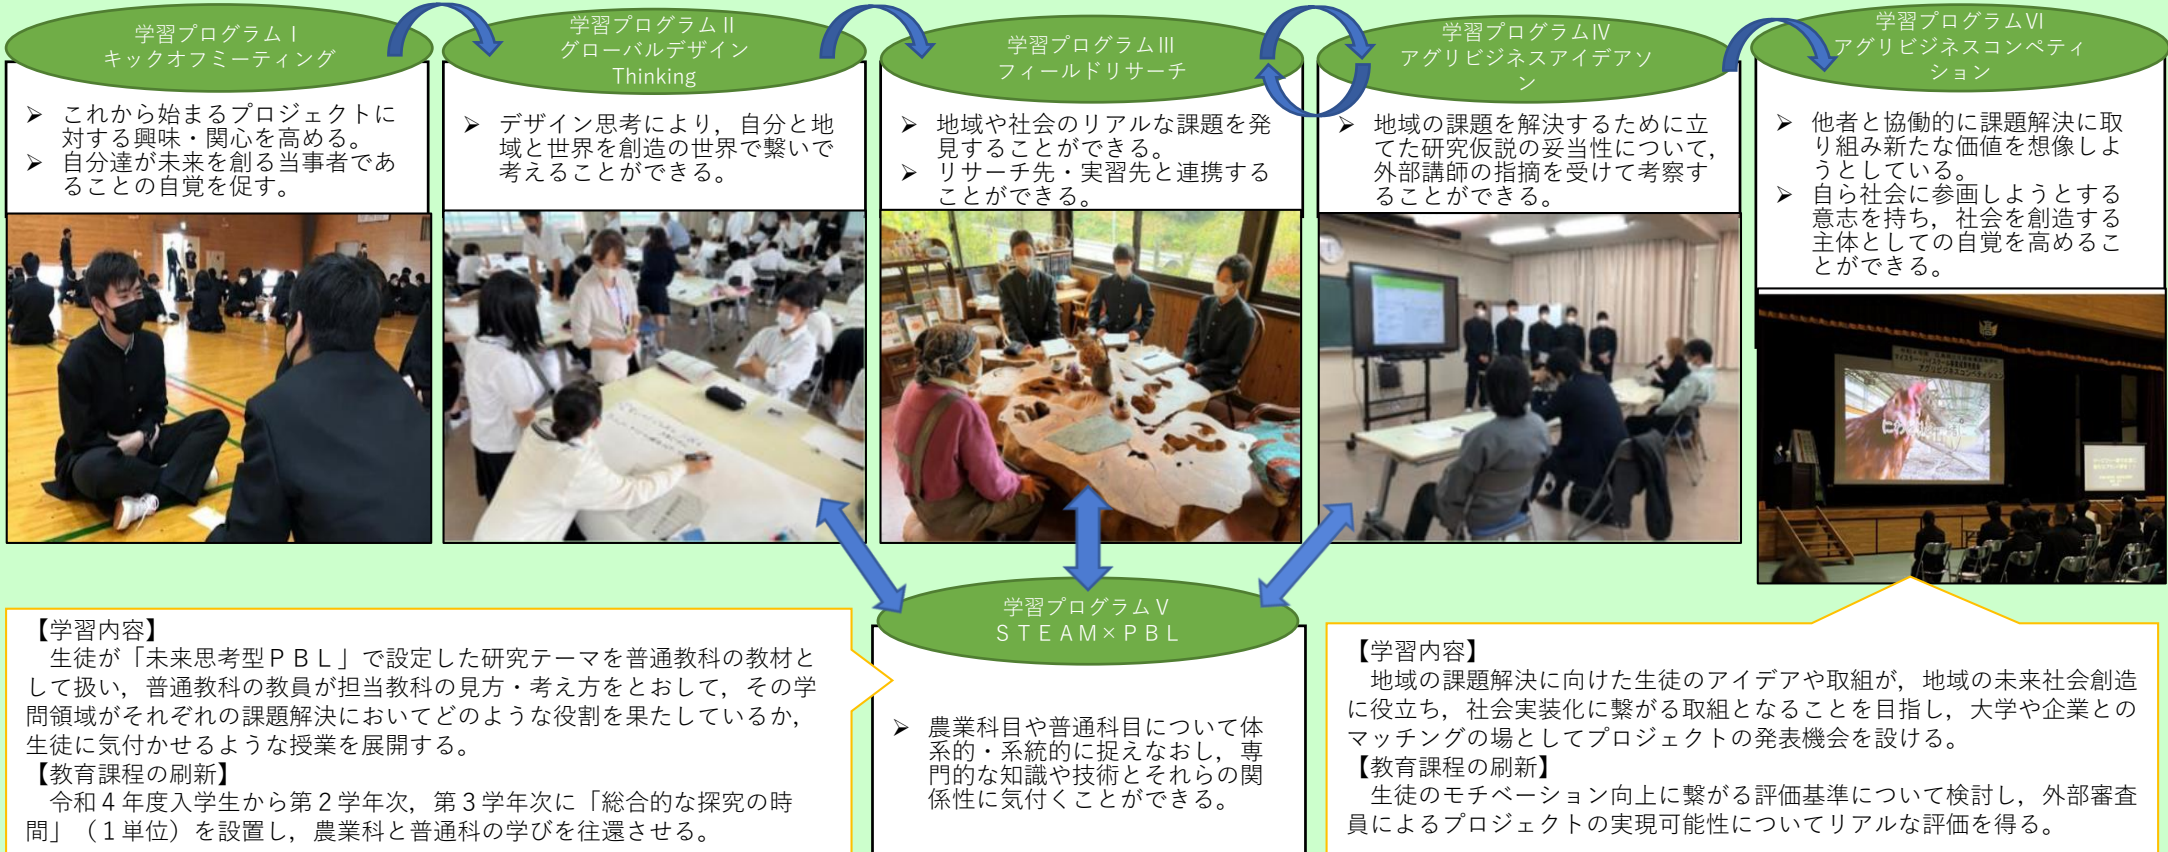 学習プログラムⅠ
キックオフミーティング
➢ これから始まるプロジェクトに
対する興味・関心を高める。
➢ 自分達が未来を創る当事者であ
ることの自覚を促す。
学習プログラムⅡ
グローバルデザイン
Thinking
➢ デザイン思考により，自分と地
域と世界を創造の世界で繋いで
考えることができる。
学習プログラムⅢ
フィールドリサーチ
➢ 地域や社会のリアルな課題を発
見することができる。
➢ リサーチ先・実習先と連携する
ことができる。
学習プログラムⅣ
アグリビジネスアイデアソ
ン
➢ 地域の課題を解決するために立
てた研究仮説の妥当性について，
外部講師の指摘を受けて考察す
ることができる。
学習プログラムⅥ
アグリビジネスコンペティ
ション
➢ 他者と協働的に課題解決に取
り組み新たな価値を想像しよ
うとしている。
➢ 自ら社会に参画しようとする
意志を持ち，社会を創造する
主体としての自覚を高めるこ
とができる。
アグリビジネスコンペティション
【学習内容】
　生徒が「未来思考型ＰＢＬ」で設定した研究テーマを普通教科の教材と
して扱い，普通教科の教員が担当教科の見方・考え方をとおして，その学
問領域がそれぞれの課題解決においてどのような役割を果たしているか，
生徒に気付かせるような授業を展開する。
【教育課程の刷新】
　令和４年度入学生から第２学年次，第３学年次に「総合的な探究の時
間」（１単位）を設置し，農業科と普通科の学びを往還させる。
学習プログラムⅤ
ＳＴＥＡＭ×ＰＢＬ
➢ 農業科目や普通科目について体
系的・系統的に捉えなおし，専
門的な知識や技術とそれらの関
係性に気付くことができる。
【学習内容】
　地域の課題解決に向けた生徒のアイデアや取組が，地域の未来社会創造
に役立ち，社会実装化に繋がる取組となることを目指し，大学や企業との
マッチングの場としてプロジェクトの発表機会を設ける。
【教育課程の刷新】
　生徒のモチベーション向上に繋がる評価基準について検討し，外部審査
員によるプロジェクトの実現可能性についてリアルな評価を得る。